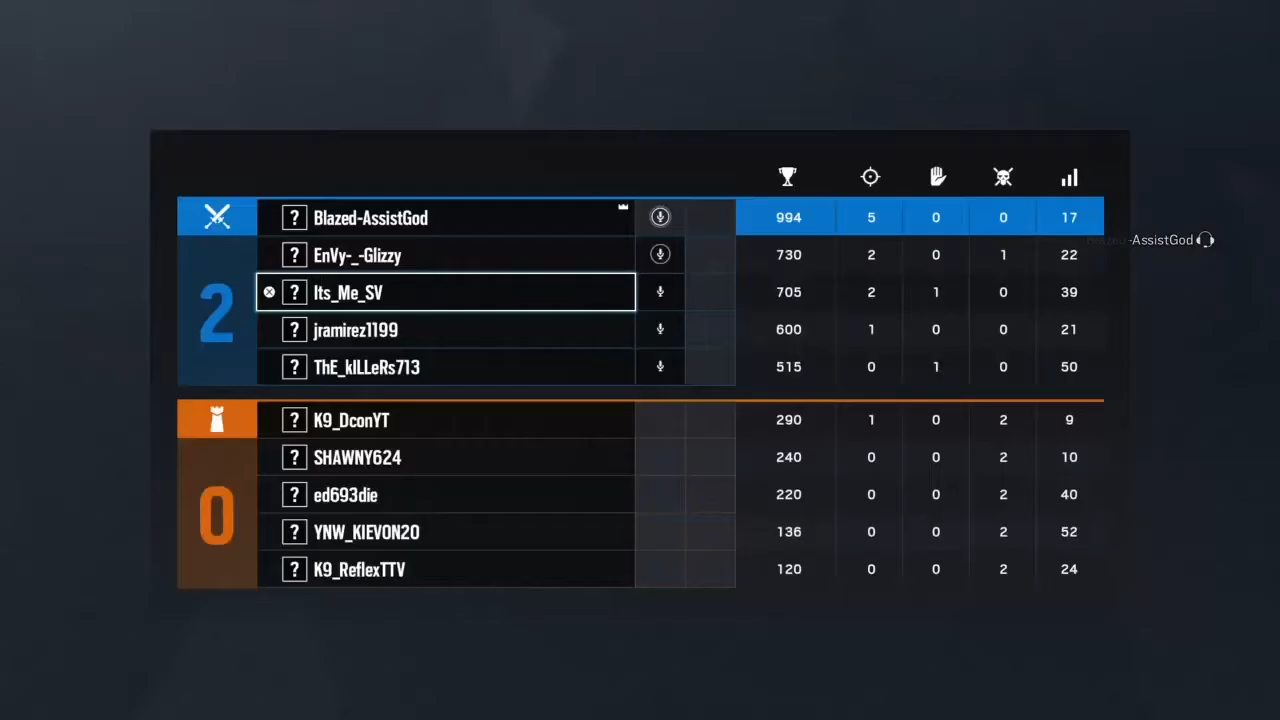 ? Blazed-AssistGod 994 5 0 0 17
? EnVy-_-Glizzy 730 2 0 1 22
-AssistGod
2
? Its_Me_SV 705 2 1 0 39
? jramirez1199 600 1 0 0 21
? ThE_kILLeRs713 515 0 1 0 50
? K9_DconYT 290 1 0 2 9
? SHAWNY624 240 0 0 2 10
0
? ed693die 220 0 0 2 40
? YNW_KIEVON20 136 0 0 2 52
? K9_ReflexTTV 120 0 0 2 24